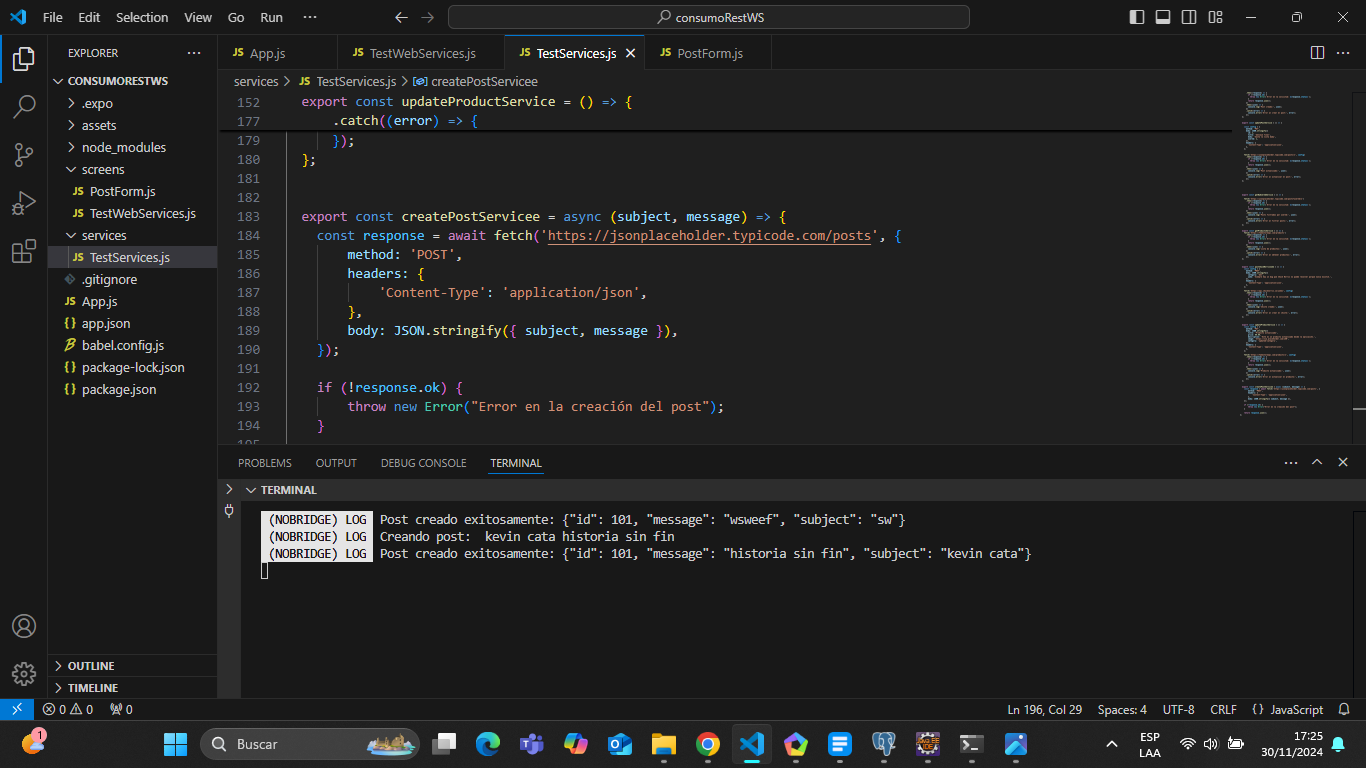 File Edit Selection View Go Run ··· consumoRestWS
EXPLORER ···
CONSUMORESTWS
.expo
assets
node_modules
screens
JS PostForm.js
JS TestWebServices.js
services
JS TestServices.js
.gitignore
JS App.js
{} app.json
babel.config.js
{} package-lock.json
{} package.json
OUTLINE
TIMELINE
JS App.js JS TestWebServices.js JS TestServices.js JS PostForm.js ···
services > JS TestServices.js > createPostServicee
152 export const updateProductService = () => {
177 .catch((error) => {
179 });
180 };
181
182
183 export const createPostServicee = async (subject, message) => {
184 const response = await fetch('https://jsonplaceholder.typicode.com/posts', {
185 method: 'POST',
186 headers: {
187 'Content-Type': 'application/json',
188 },
189 body: JSON.stringify({ subject, message }),
190 });
191
192 if (!response.ok) {
193 throw new Error("Error en la creación del post");
194 }
PROBLEMS OUTPUT DEBUG CONSOLE TERMINAL ···
TERMINAL
(NOBRIDGE) LOG Post creado exitosamente: {"id": 101, "message": "wsweef", "subject": "sw"}
(NOBRIDGE) LOG Creando post:  kevin cata historia sin fin
(NOBRIDGE) LOG Post creado exitosamente: {"id": 101, "message": "historia sin fin", "subject": "kevin cata"}
0 0 0 Ln 196, Col 29 Spaces: 4 UTF-8 CRLF {} JavaScript
1 Buscar ESP LAA 17:25 30/11/2024